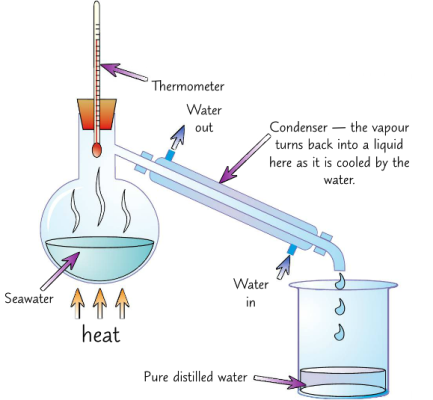 Thermometer
Water
out
Condenser — the vapour
turns back into a liquid
here as it is cooled by the
water.
Seawater
Water
in
heat
Pure distilled water